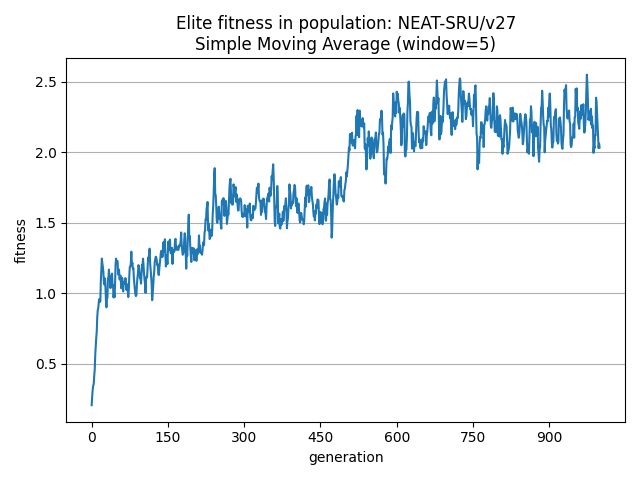 Elite fitness in population: NEAT-SRU/v27
Simple Moving Average (window=5)
fitness
2.5
2.0
1.5
1.0
0.5
0 150 300 450 600 750 900
generation